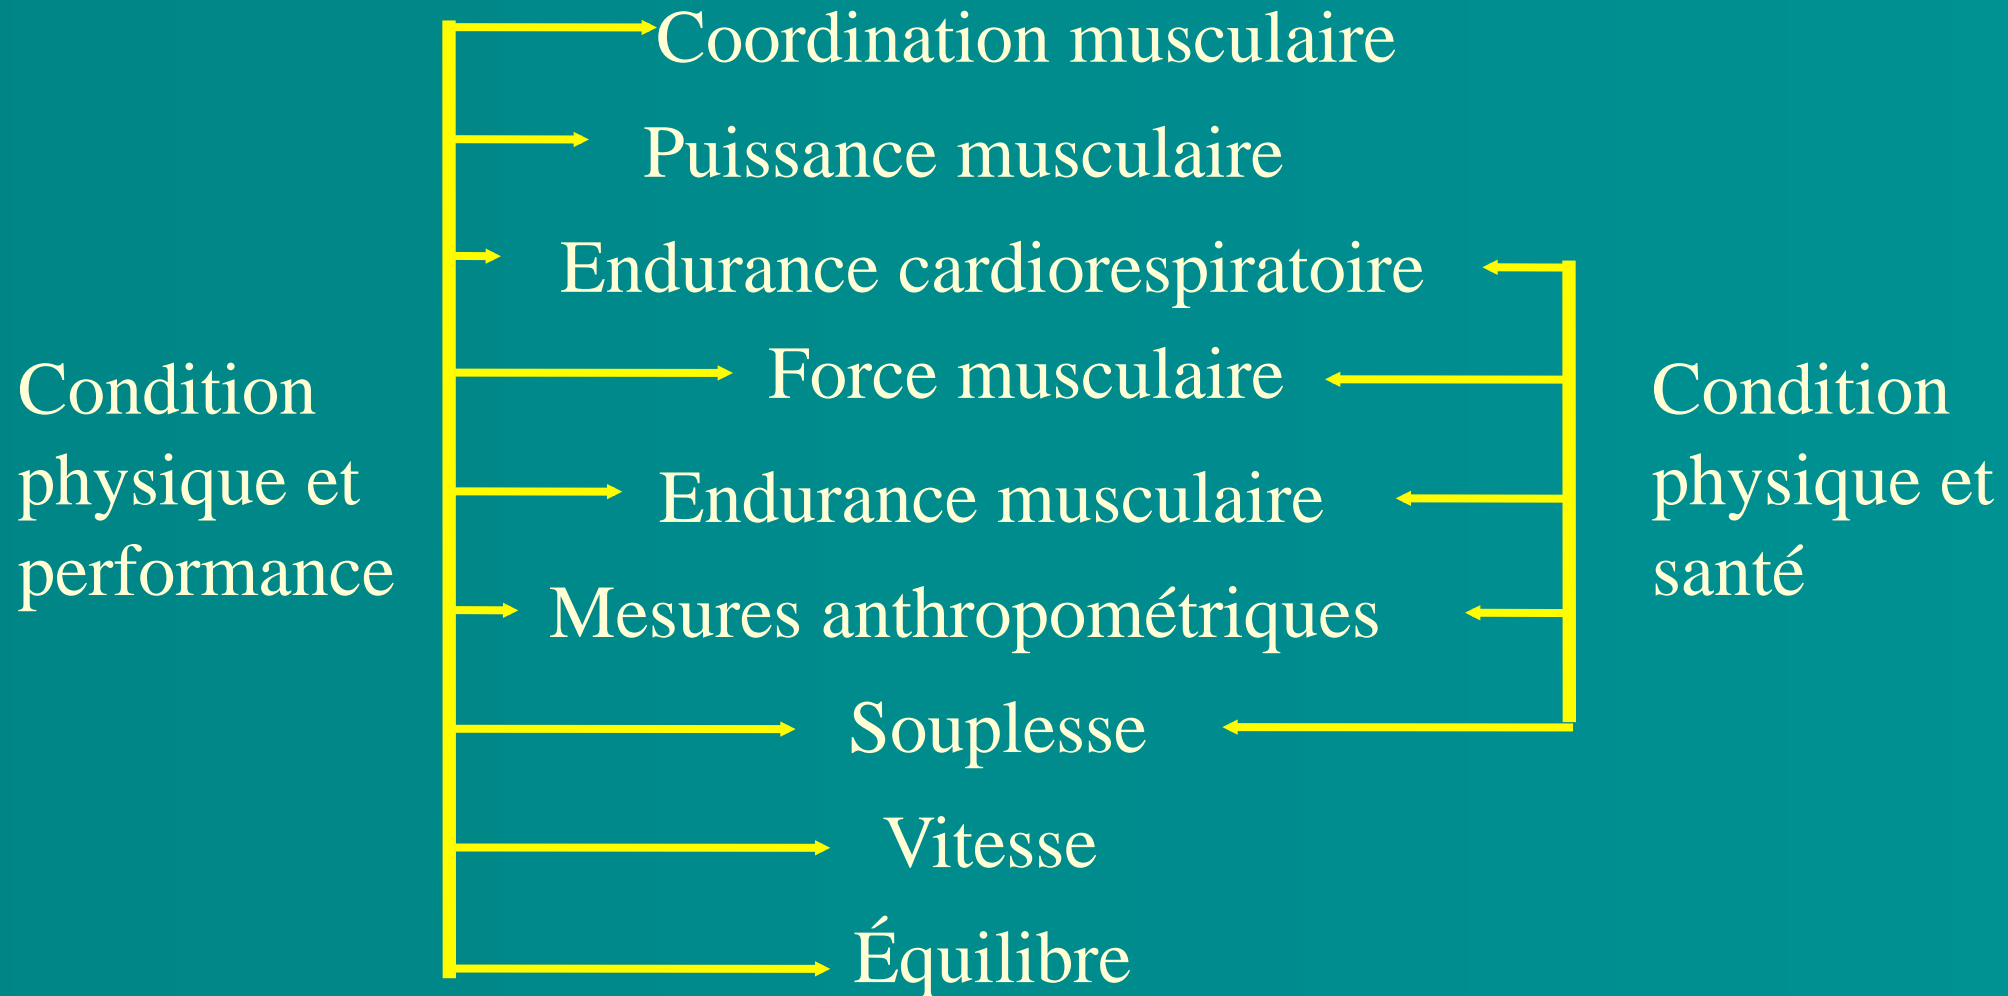 Coordination musculaire
Puissance musculaire
Endurance cardiorespiratoire
Force musculaire
Endurance musculaire
Mesures anthropométriques
Souplesse
Vitesse
Équilibre
Condition
physique et
performance
Condition
physique et
santé